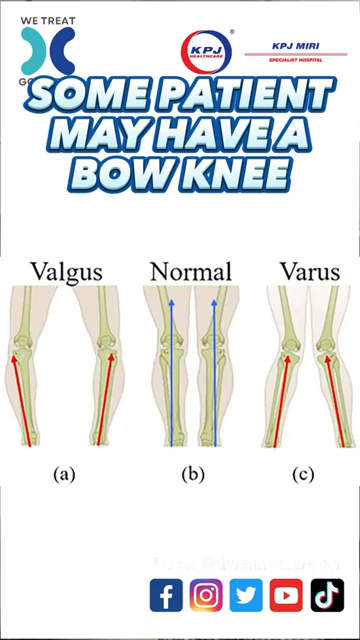 WE TREAT
KPJ
HEALTHCARE
®
KPJ MIRI
SPECIALIST HOSPITAL
SOME PATIENT
MAY HAVE A
BOW KNEE
Valgus Normal Varus
(a) (b) (c)